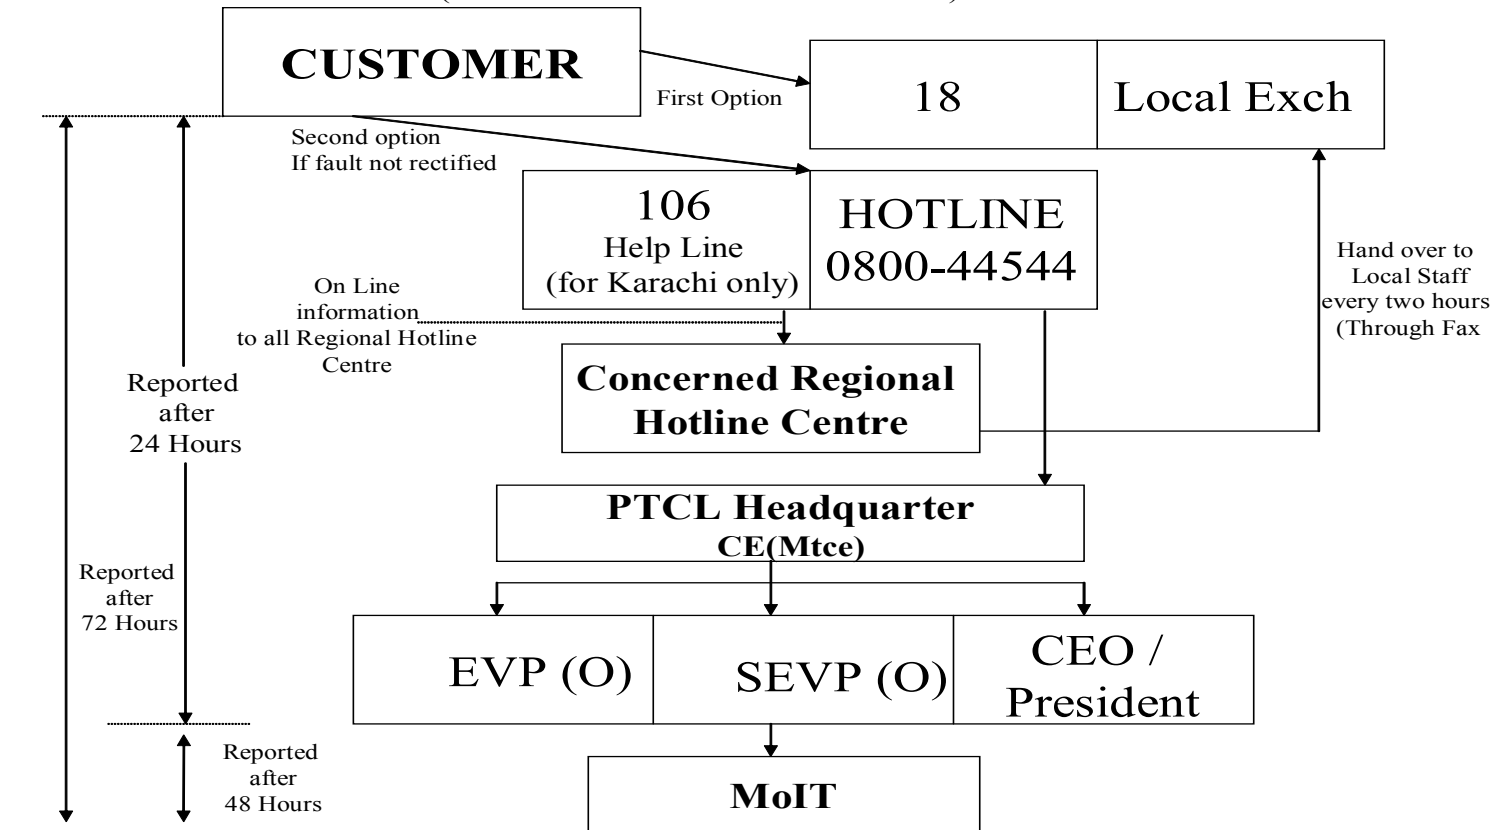 CUSTOMER
First Option
18
Local Exch
Second option
If fault not rectified
106
Help Line
(for Karachi only)
HOTLINE
0800-44544
Hand over to
Local Staff
every two hours
(Through Fax
On Line
information
to all Regional Hotline
Centre
Concerned Regional
Hotline Centre
Reported
after
24 Hours
PTCL Headquarter
CE(Mtce)
Reported
after
72 Hours
EVP (O)
SEVP (O)
CEO /
President
Reported
after
48 Hours
MoIT